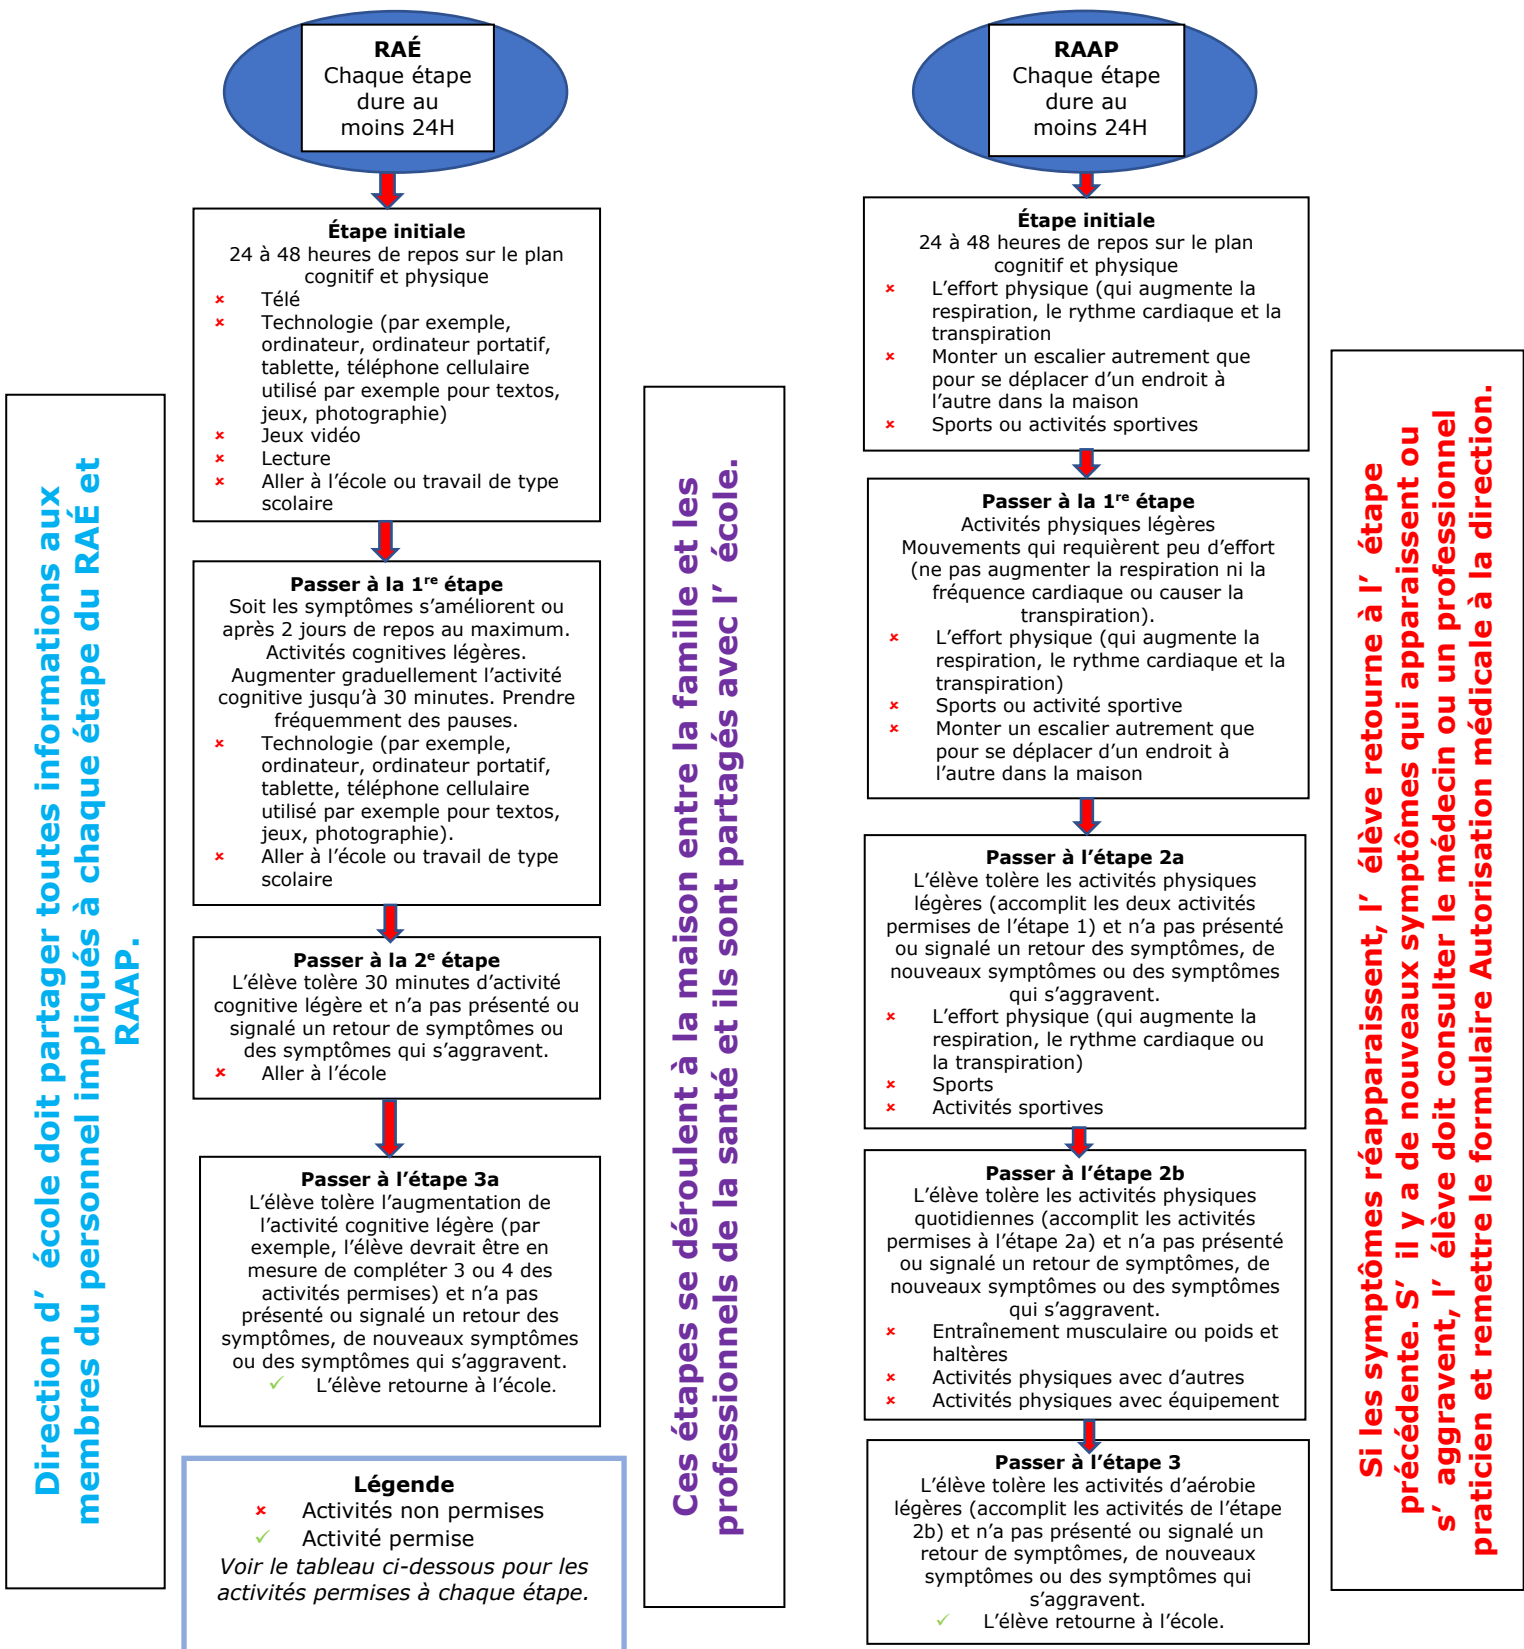 RAÉ
Chaque étape
dure au
moins 24H
Étape initiale
24 à 48 heures de repos sur le plan
cognitif et physique
× Télé
× Technologie (par exemple,
ordinateur, ordinateur portatif,
tablette, téléphone cellulaire
utilisé par exemple pour textos,
jeux, photographie)
× Jeux vidéo
× Lecture
× Aller à l’école ou travail de type
scolaire
Passer à la 1re étape
Soit les symptômes s’améliorent ou
après 2 jours de repos au maximum.
Activités cognitives légères.
Augmenter graduellement l’activité
cognitive jusqu’à 30 minutes. Prendre
fréquemment des pauses.
× Technologie (par exemple,
ordinateur, ordinateur portatif,
tablette, téléphone cellulaire
utilisé par exemple pour textos,
jeux, photographie).
× Aller à l’école ou travail de type
scolaire
Passer à la 2e étape
L’élève tolère 30 minutes d’activité
cognitive légère et n’a pas présenté ou
signalé un retour de symptômes ou
des symptômes qui s’aggravent.
× Aller à l’école
Passer à l’étape 3a
L’élève tolère l’augmentation de
l’activité cognitive légère (par
exemple, l’élève devrait être en
mesure de compléter 3 ou 4 des
activités permises) et n’a pas
présenté ou signalé un retour des
symptômes, de nouveaux symptômes
ou des symptômes qui s’aggravent.
✓ L’élève retourne à l’école.
Légende
× Activités non permises
✓ Activité permise
Voir le tableau ci-dessous pour les
activités permises à chaque étape.
Direction d’ école doit partager toutes informations aux
membres du personnel impliqués à chaque étape du RAÉ et
RAAP.
Ces étapes se déroulent à la maison entre la famille et les
professionnels de la santé et ils sont partagés avec l’ école.
RAAP
Chaque étape
dure au
moins 24H
Étape initiale
24 à 48 heures de repos sur le plan
cognitif et physique
× L’effort physique (qui augmente la
respiration, le rythme cardiaque et la
transpiration
× Monter un escalier autrement que
pour se déplacer d’un endroit à
l’autre dans la maison
× Sports ou activités sportives
Passer à la 1re étape
Activités physiques légères
Mouvements qui requièrent peu d’effort
(ne pas augmenter la respiration ni la
fréquence cardiaque ou causer la
transpiration).
× L’effort physique (qui augmente la
respiration, le rythme cardiaque et la
transpiration)
× Sports ou activité sportive
× Monter un escalier autrement que
pour se déplacer d’un endroit à
l’autre dans la maison
Passer à l’étape 2a
L’élève tolère les activités physiques
légères (accomplit les deux activités
permises de l’étape 1) et n’a pas présenté
ou signalé un retour des symptômes, de
nouveaux symptômes ou des symptômes
qui s’aggravent.
× L’effort physique (qui augmente la
respiration, le rythme cardiaque ou
la transpiration)
× Sports
× Activités sportives
Passer à l’étape 2b
L’élève tolère les activités physiques
quotidiennes (accomplit les activités
permises à l’étape 2a) et n’a pas présenté
ou signalé un retour de symptômes, de
nouveaux symptômes ou des symptômes
qui s’aggravent.
× Entraînement musculaire ou poids et
haltères
× Activités physiques avec d’autres
× Activités physiques avec équipement
Passer à l’étape 3
L’élève tolère les activités d’aérobie
légères (accomplit les activités de l’étape
2b) et n’a pas présenté ou signalé un
retour de symptômes, de nouveaux
symptômes ou des symptômes qui
s’aggravent.
✓ L’élève retourne à l’école.
Si les symptômes réapparaissent, l’ élève retourne à l’ étape
précédente. S’ il y a de nouveaux symptômes qui apparaissent ou
s’ aggravent, l’ élève doit consulter le médecin ou un professionnel
praticien et remettre le formulaire Autorisation médicale à la direction.